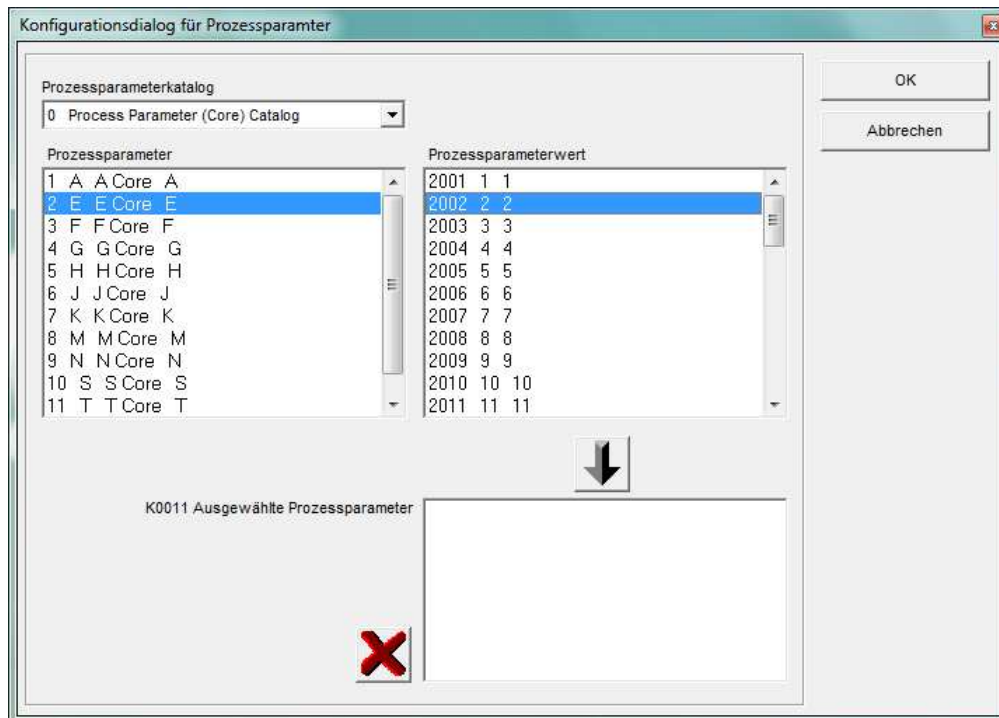 Konfigurationsdialog für Prozessparamter
Prozessparameterkatalog
0 Process Parameter (Core) Catalog
OK
Abbrechen
Prozessparameter
1 A A Core A
2 E E Core E
3 F F Core F
4 G G Core G
5 H H Core H
6 J J Core J
7 K K Core K
8 M M Core M
9 N N Core N
10 S S Core S
11 T T Core T
Prozessparameterwert
2001 1 1
2002 2 2
2003 3 3
2004 4 4
2005 5 5
2006 6 6
2007 7 7
2008 8 8
2009 9 9
2010 10 10
2011 11 11
K0011 Ausgewählte Prozessparameter